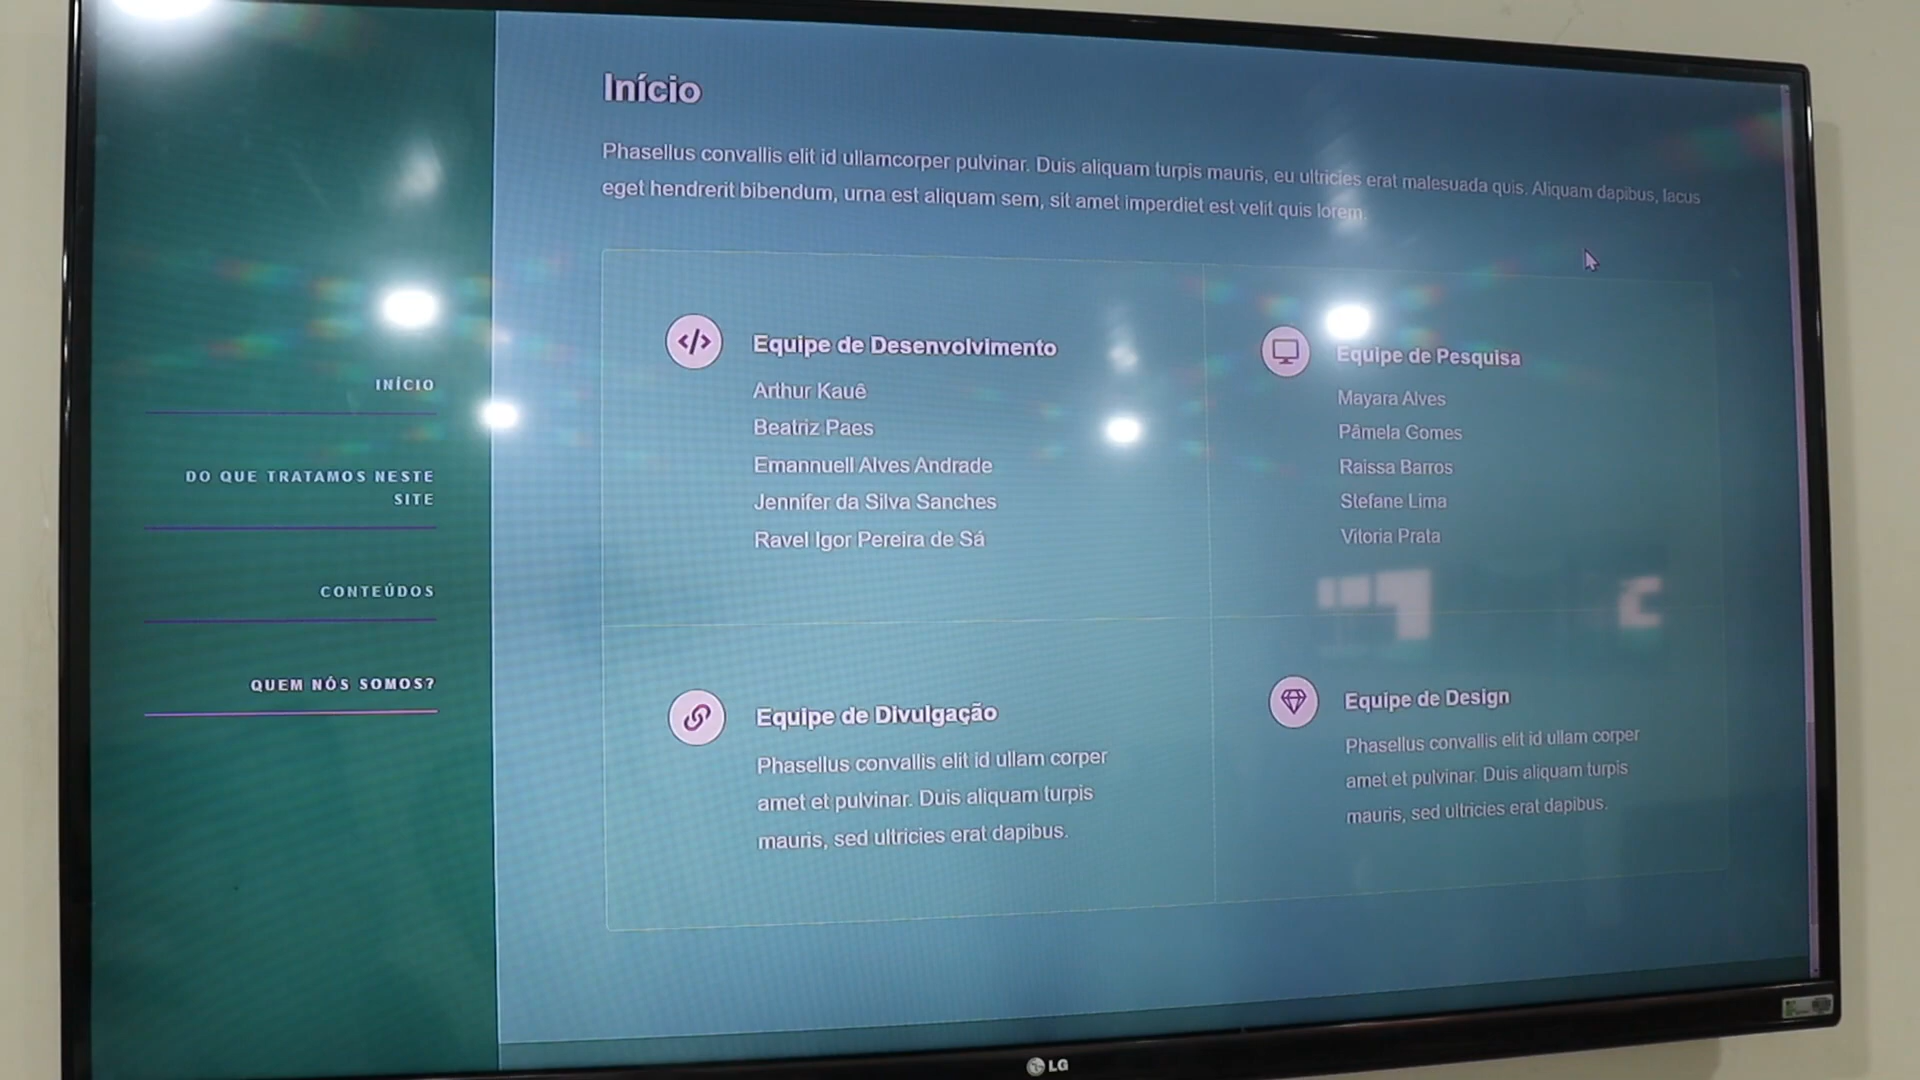 INÍCIO
DO QUE TRATAMOS NESTE
SITE
CONTEÚDOS
QUEM NÓS SOMOS?
Início
Phasellus convallis elit id ullamcorper pulvinar. Duis aliquam turpis mauris, eu ultricies erat malesuada quis. Aliquam dapibus, lacus
eget hendrerit bibendum, urna est aliquam sem, sit amet imperdiet est velit quis lorem.
Equipe de Desenvolvimento
Arthur Kauê
Beatriz Paes
Emannuell Alves Andrade
Jennifer da Silva Sanches
Ravel Igor Pereira de Sá
Equipe de Pesquisa
Mayara Alves
Pâmela Gomes
Raissa Barros
Stefane Lima
Vitoria Prata
Equipe de Divulgação
Phasellus convallis elit id ullam corper
amet et pulvinar. Duis aliquam turpis
mauris, sed ultricies erat dapibus.
Equipe de Design
Phasellus convallis elit id ullam corper
amet et pulvinar. Duis aliquam turpis
mauris, sed ultricies erat dapibus.
LG